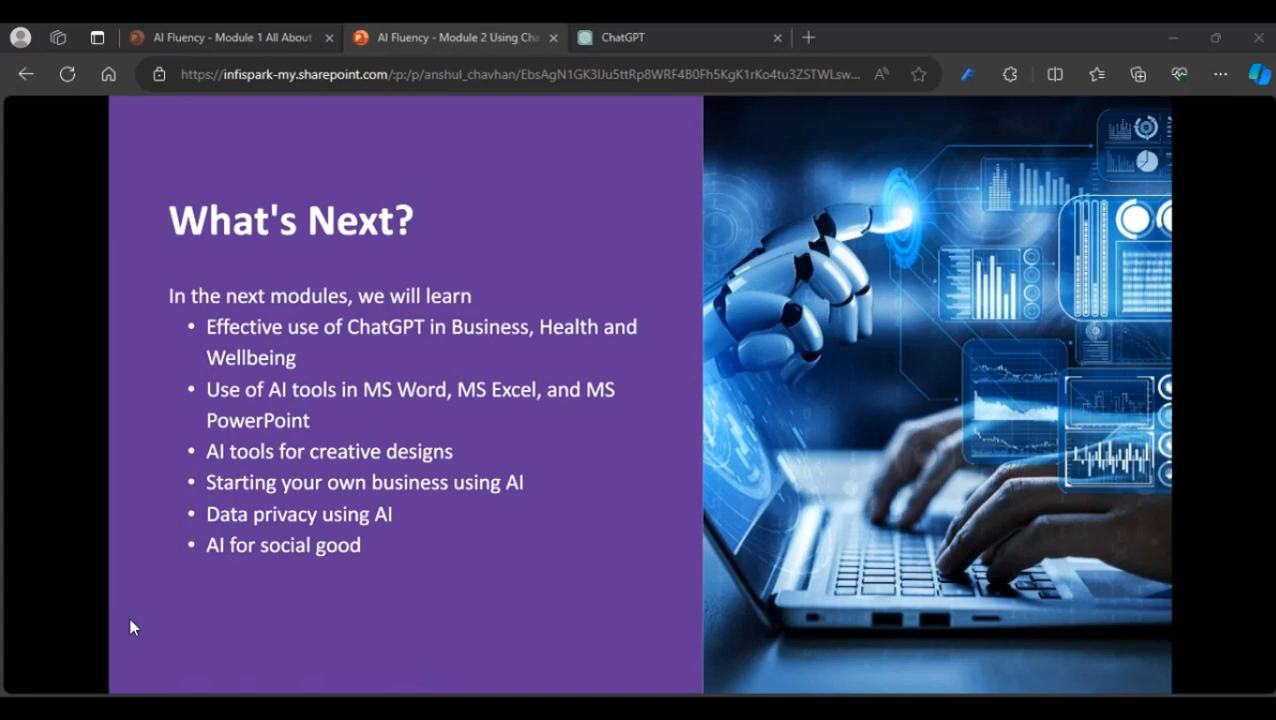 AI Fluency - Module 1 All About
AI Fluency - Module 2 Using Cha
ChatGPT
https://infispark-my.sharepoint.com/:p:/p/anshul_chavhan/EbsAgN1GK3IJu5ttRp8WRF4B0Fh5KgK1rKo4tu3ZSTWLsw...
What's Next?
In the next modules, we will learn
• Effective use of ChatGPT in Business, Health and
Wellbeing
• Use of AI tools in MS Word, MS Excel, and MS
PowerPoint
• AI tools for creative designs
• Starting your own business using AI
• Data privacy using AI
• AI for social good